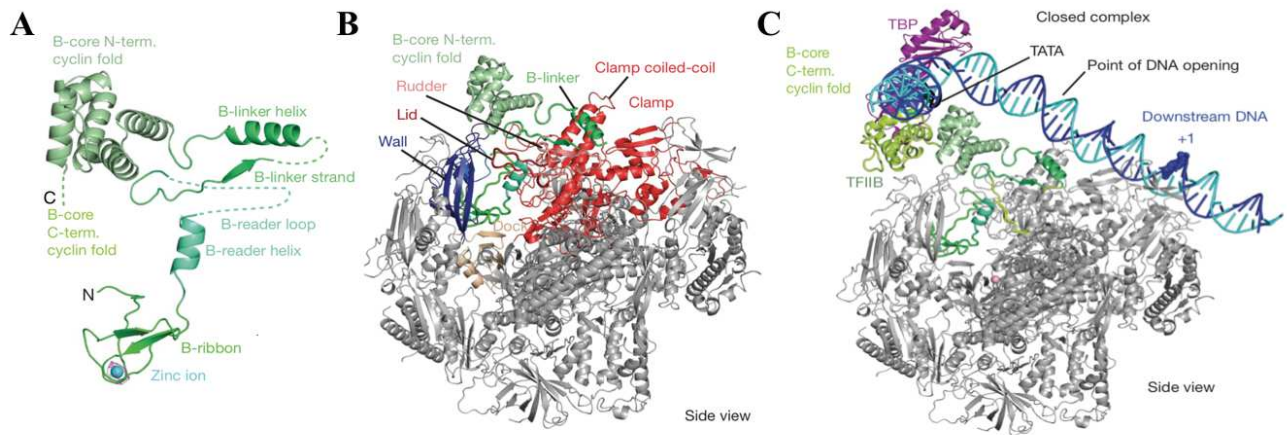 A
B-core N-term.
cyclin fold
B-linker helix
B-linker strand
C
B-core
C-term.
cyclin fold
B-reader loop
B-reader helix
N
B-ribbon
Zinc ion
B
B-core N-term.
cyclin fold
B-linker
Clamp coiled-coil
Rudder
Clamp
Lid
Wall
Dock
Side view
C
TBP
Closed complex
B-core
C-term.
cyclin fold
TATA
Point of DNA opening
Downstream DNA
+1
TFIIB
Side view